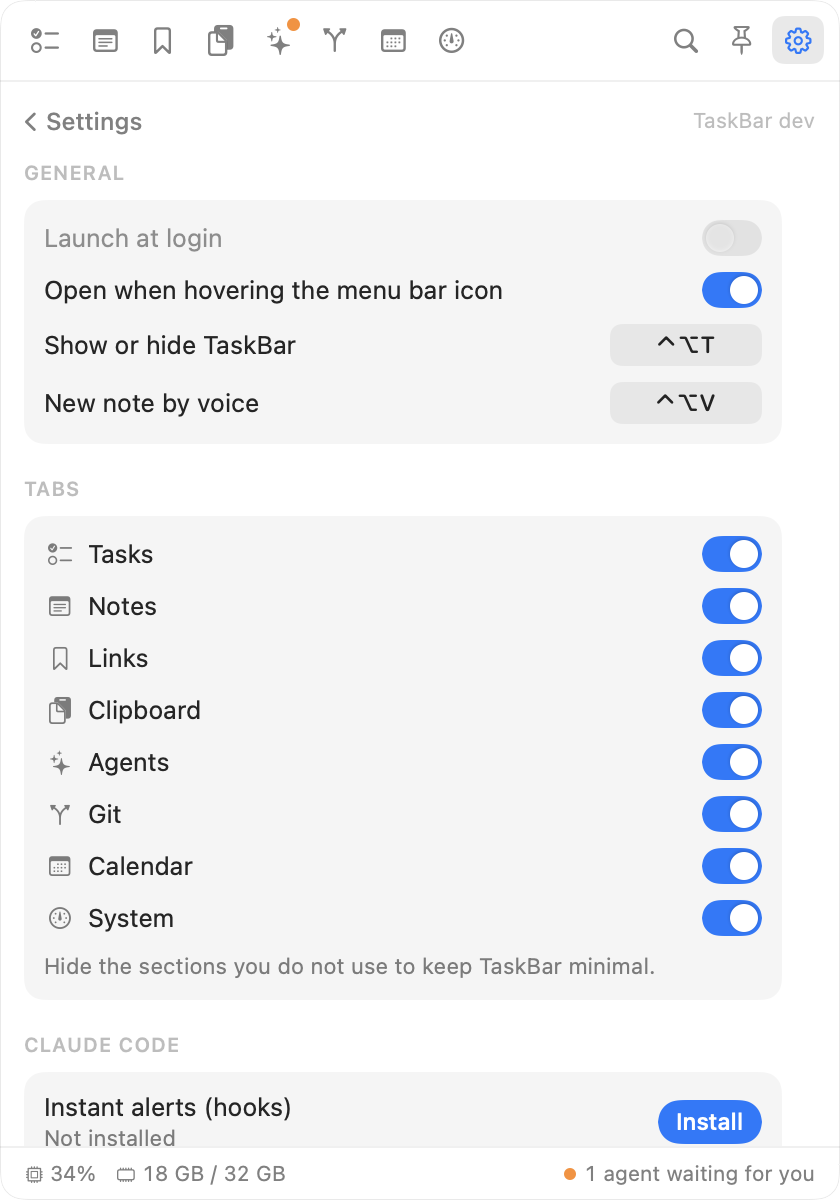 Settings
TaskBar dev
GENERAL
Launch at login
Open when hovering the menu bar icon
Show or hide TaskBar
⌃⌥T
New note by voice
⌃⌥V
TABS
Tasks
Notes
Links
Clipboard
Agents
Git
Calendar
System
Hide the sections you do not use to keep TaskBar minimal.
CLAUDE CODE
Instant alerts (hooks)
Not installed
Install
34%
18 GB / 32 GB
1 agent waiting for you